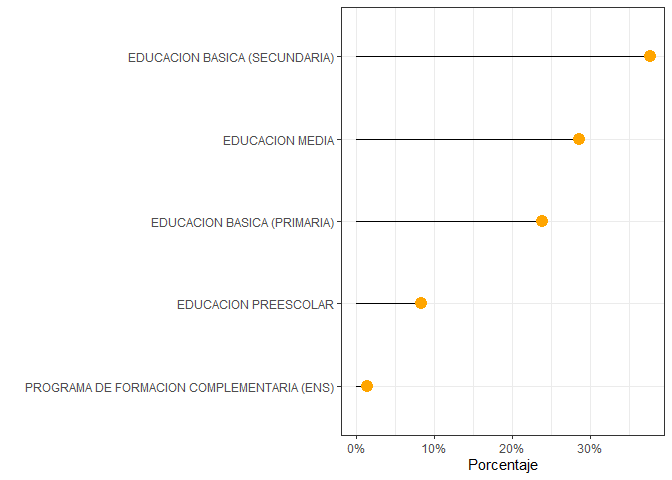 EDUCACION BASICA (SECUNDARIA)
EDUCACION MEDIA
EDUCACION BASICA (PRIMARIA)
EDUCACION PREESCOLAR
PROGRAMA DE FORMACION COMPLEMENTARIA (ENS)
0% 10% 20% 30%
Porcentaje